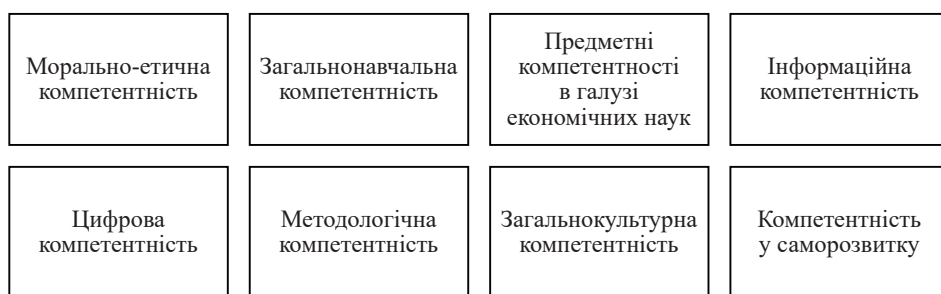 Морально-етична
компетентність
Загальнонавчальна
компетентність
Предметні
компетентності
в галузі
економічних наук
Інформаційна
компетентність
Цифрова
компетентність
Методологічна
компетентність
Загальнокультурна
компетентність
Компетентність
у саморозвитку